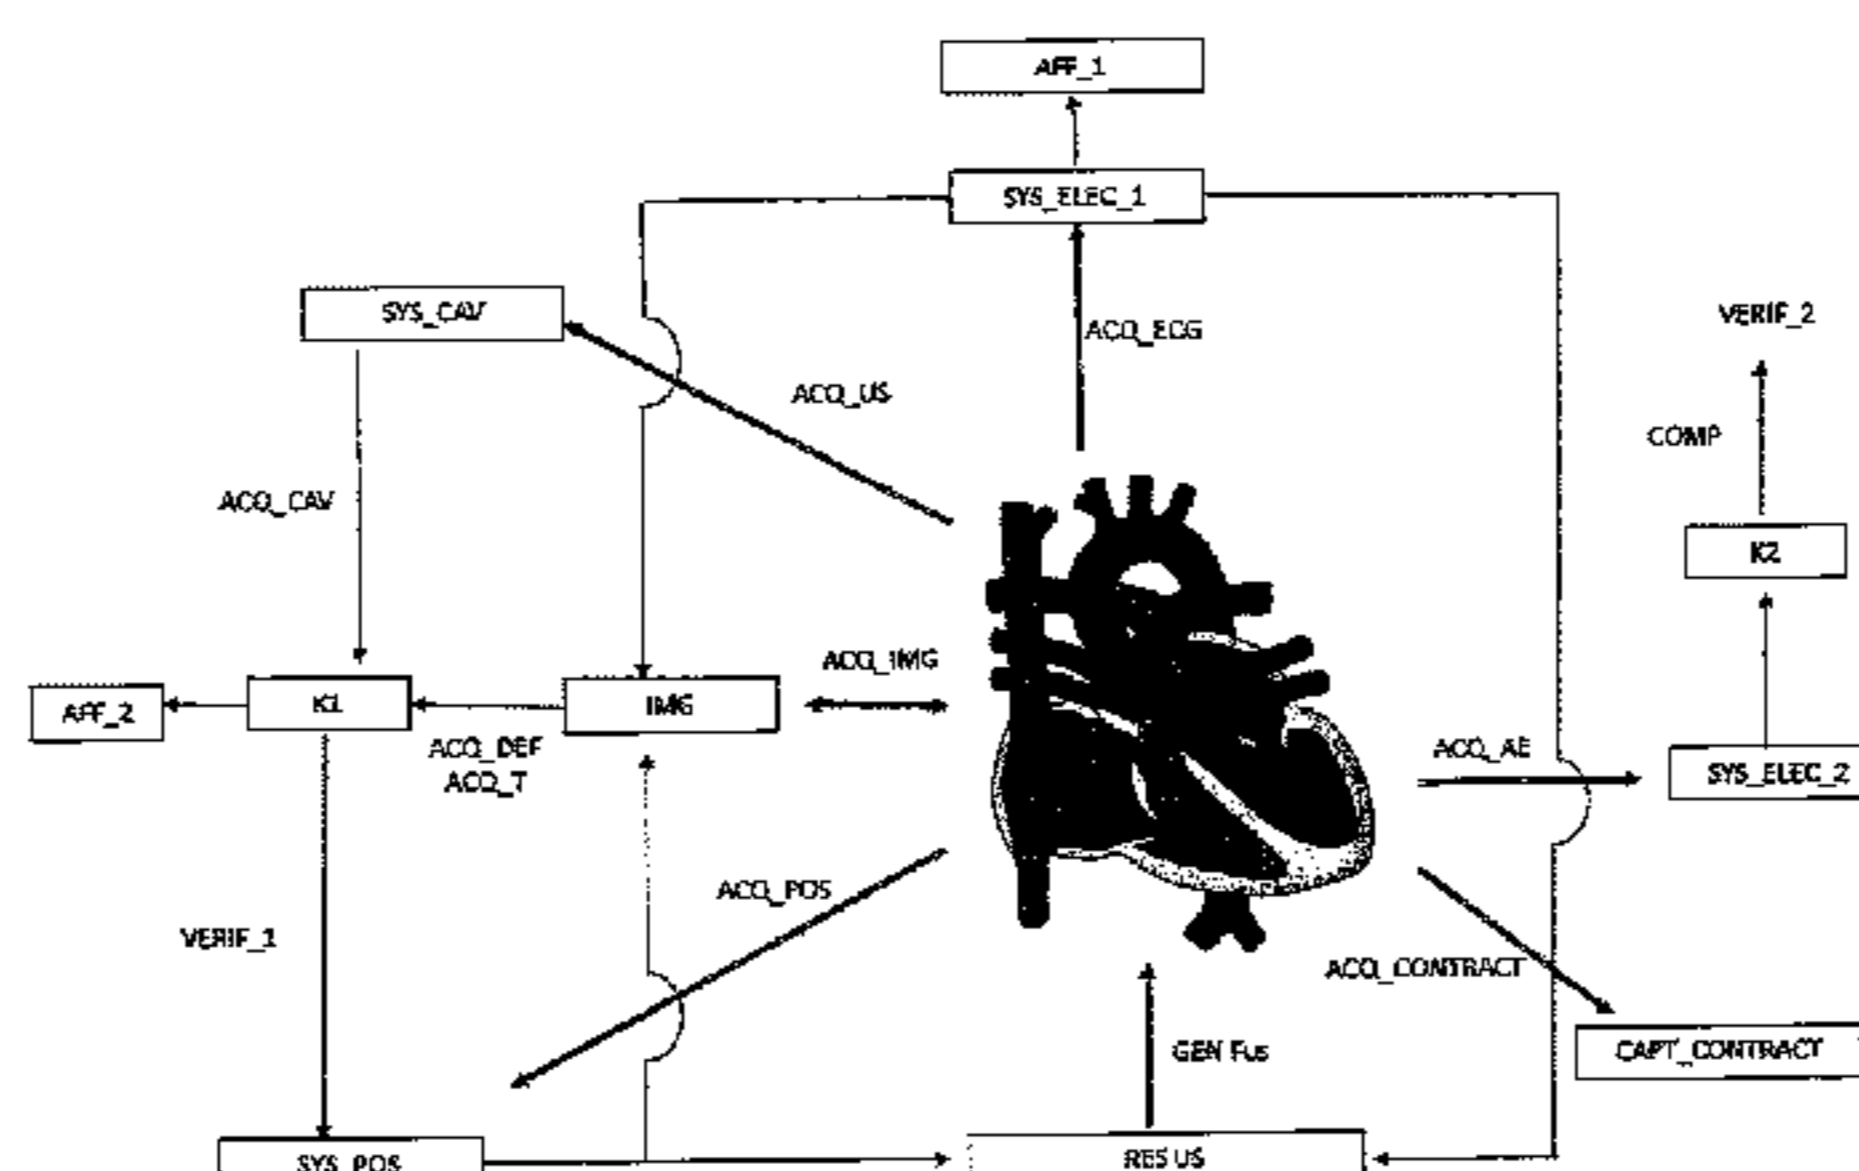 AFF_1
SYS_ELEC_1
SYS_CAV
ACQ_ECG
VERIF_2
ACQ_US
COMP
ACQ_CAV
K2
ACQ_IMG
AFF_2
K1
IMG
ACQ_DEF
ACQ_T
ACQ_AE
SYS_ELEC_2
ACQ_POS
VERIF_1
ACQ_CONTRACT
GEN Fus
CAPT_CONTRACT
SYS_POS
RES US